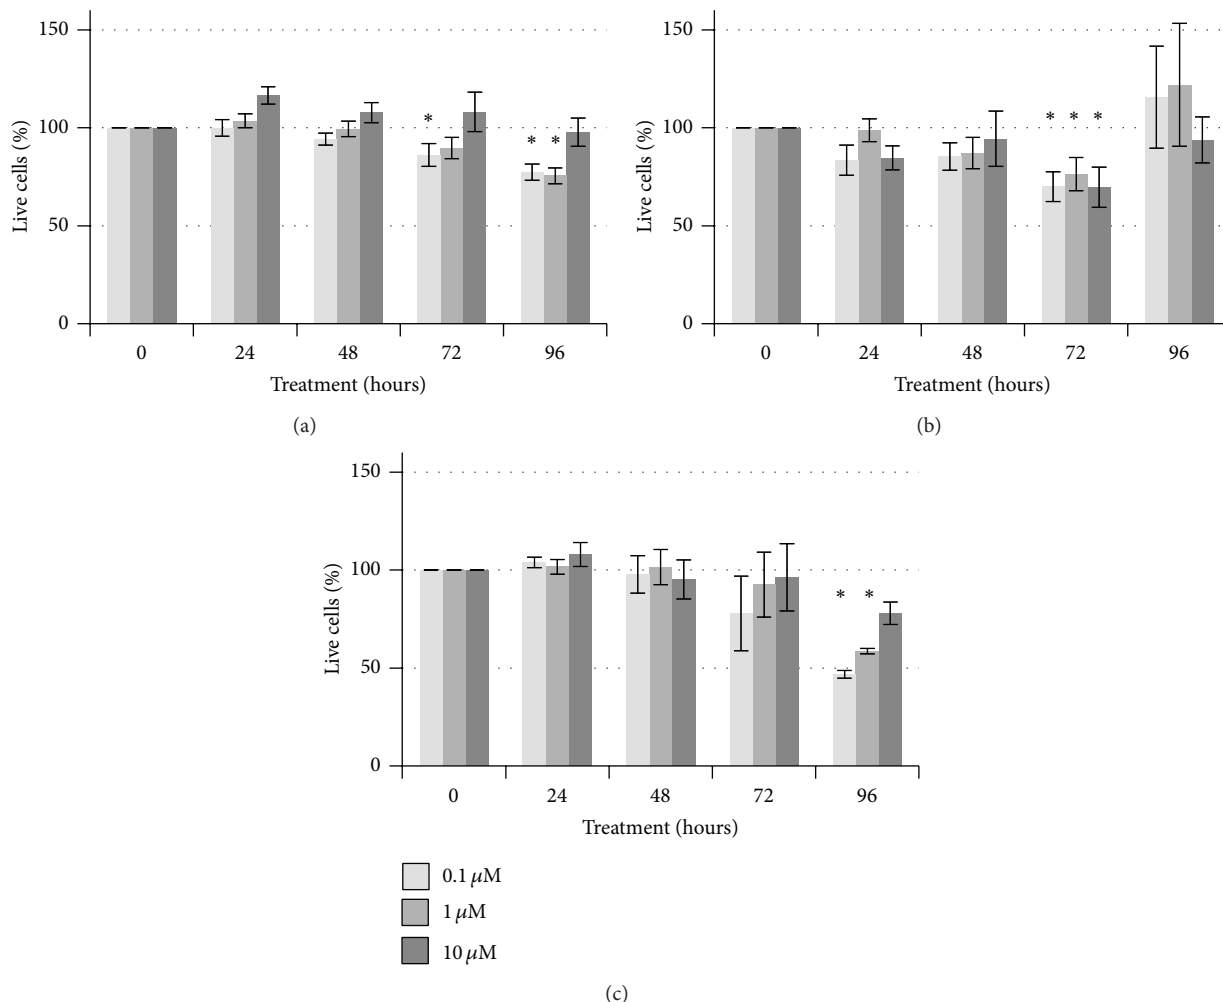 150
100
50
0
Live cells (%)
*
* *
0 24 48 72 96
Treatment (hours)
(a)
150
100
50
0
Live cells (%)
* * *
0 24 48 72 96
Treatment (hours)
(b)
150
100
50
0
Live cells (%)
* *
0 24 48 72 96
Treatment (hours)
0.1 μM
1 μM
10 μM
(c)